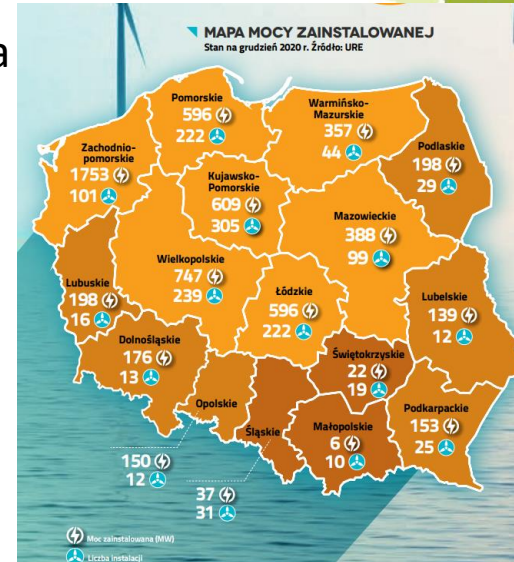 a
MAPA MOCY ZAINSTALOWANEJ
Stan na grudzień 2020 r. Źródło: URE
Pomorskie
596
222
Warmińsko-
Mazurskie
357
44
Podlaskie
198
29
Zachodnio-
pomorskie
1753
101
Kujawsko-
Pomorskie
609
305
Mazowieckie
388
99
Wielkopolskie
747
239
Łódzkie
596
222
Lubuskie
198
16
Lubelskie
139
12
Dolnośląskie
176
13
Świętokrzyskie
22
19
Opolskie
150
12
Śląskie
37
31
Małopolskie
6
10
Podkarpackie
153
25
Moc zainstalowana (MW)
Liczba instalacji